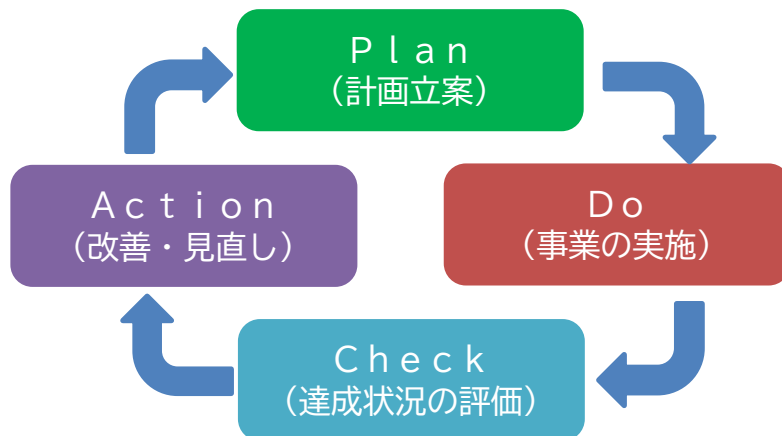 Ｐｌａｎ
（計画立案）
Ｄｏ
（事業の実施）
Ｃｈｅｃｋ
（達成状況の評価）
Ａｃｔｉｏｎ
（改善・見直し）